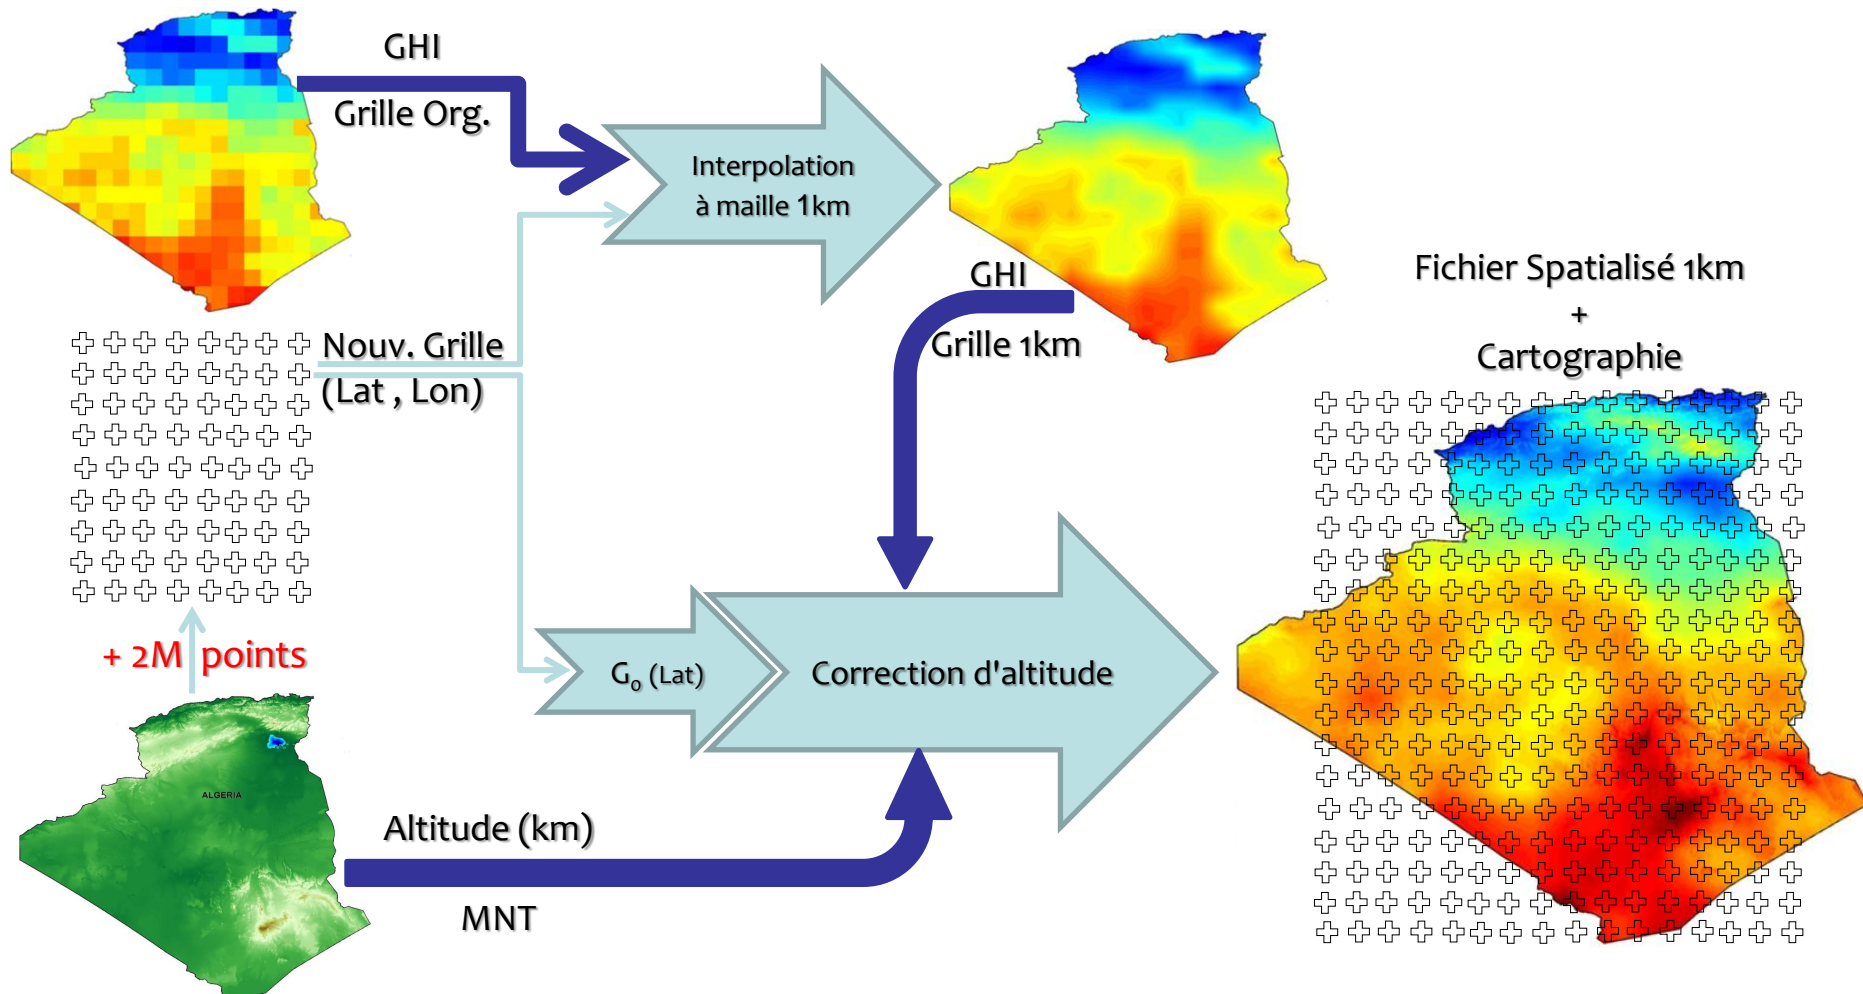 GHI
Grille Org.
Interpolation
à maille 1km
GHI
Grille 1km
Fichier Spatialisé 1km
+
Cartographie
Nouv. Grille
(Lat , Lon)
+ 2M points
G₀ (Lat)
Correction d'altitude
ALGERIA
Altitude (km)
MNT